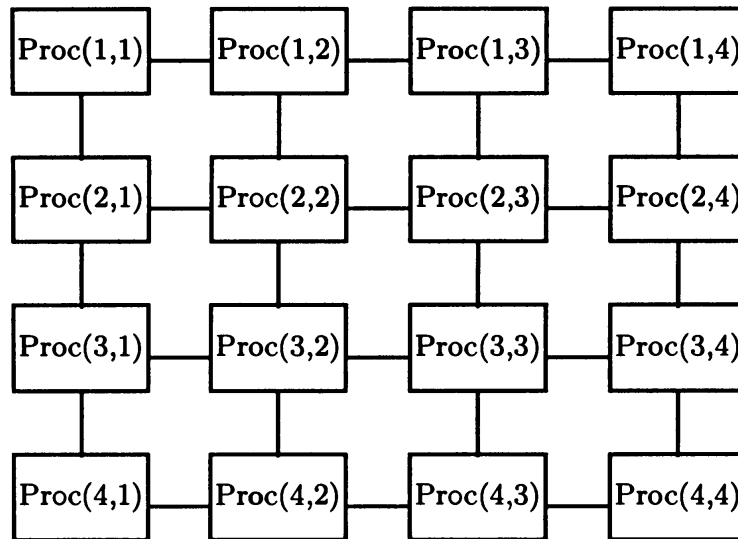 Proc(1,1) Proc(1,2) Proc(1,3) Proc(1,4)
Proc(2,1) Proc(2,2) Proc(2,3) Proc(2,4)
Proc(3,1) Proc(3,2) Proc(3,3) Proc(3,4)
Proc(4,1) Proc(4,2) Proc(4,3) Proc(4,4)